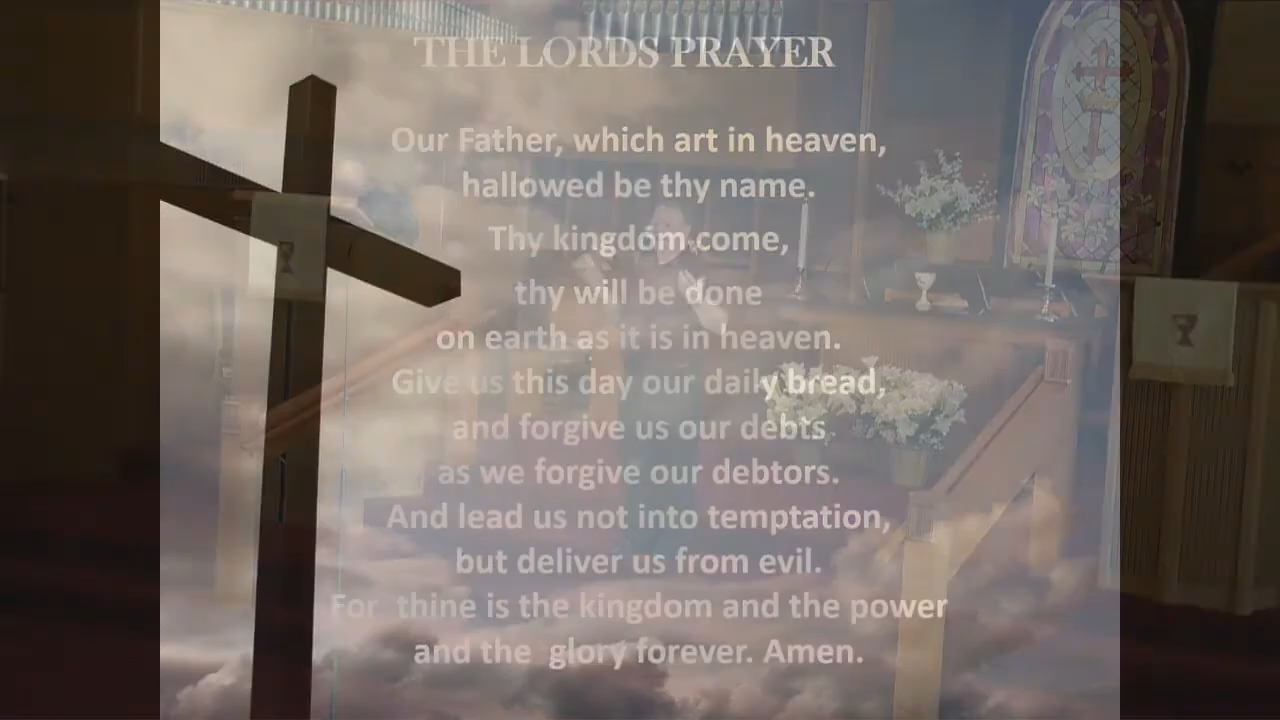 THE LORDS PRAYER
Our Father, which art in heaven,
hallowed be thy name.
Thy kingdom come,
thy will be done
on earth as it is in heaven.
Give us this day our daily bread,
and forgive us our debts
as we forgive our debtors.
And lead us not into temptation,
but deliver us from evil.
For  thine is the kingdom and the power
and the  glory forever. Amen.